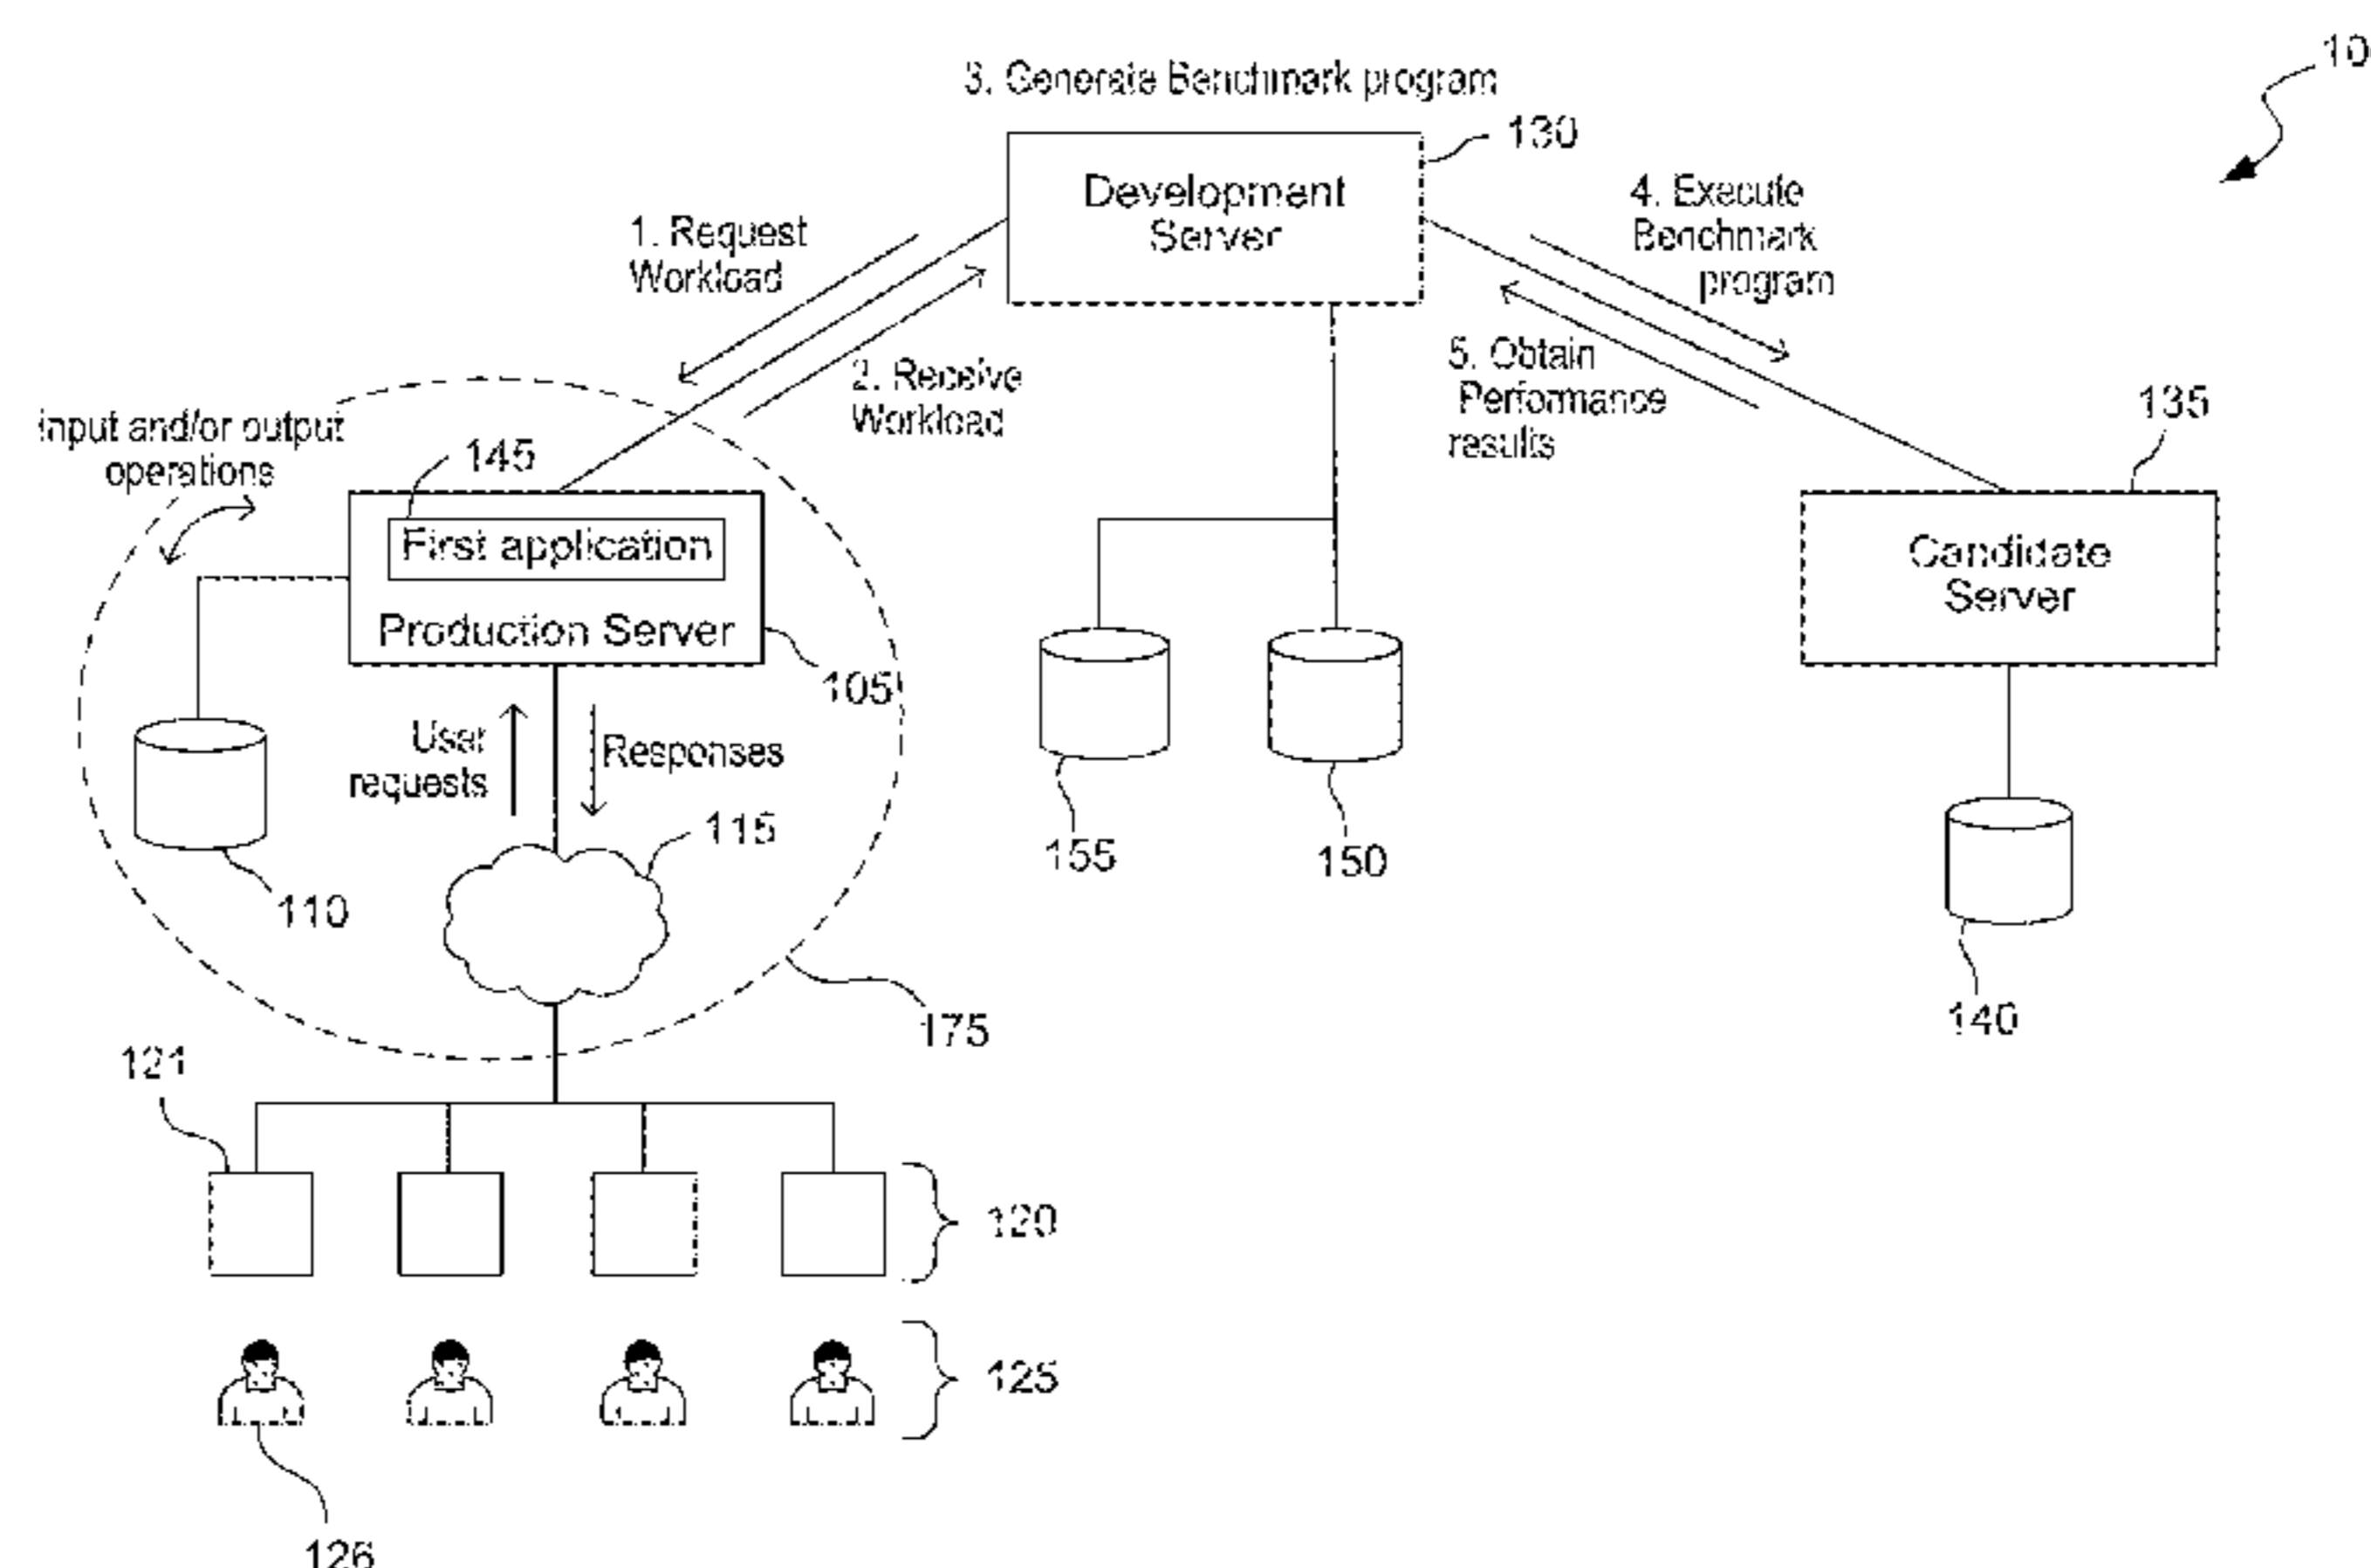 10
3. Generate Benchmark program
130
Development
Server
1. Request
Workload
4. Execute
Benchmark
program
2. Receive
Workload
5. Obtain
Performance
results
135
input and/or output
operations
145
First application
Production Server
105
Candidate
Server
User
requests
Responses
115
110
155
150
140
175
121
120
125
126